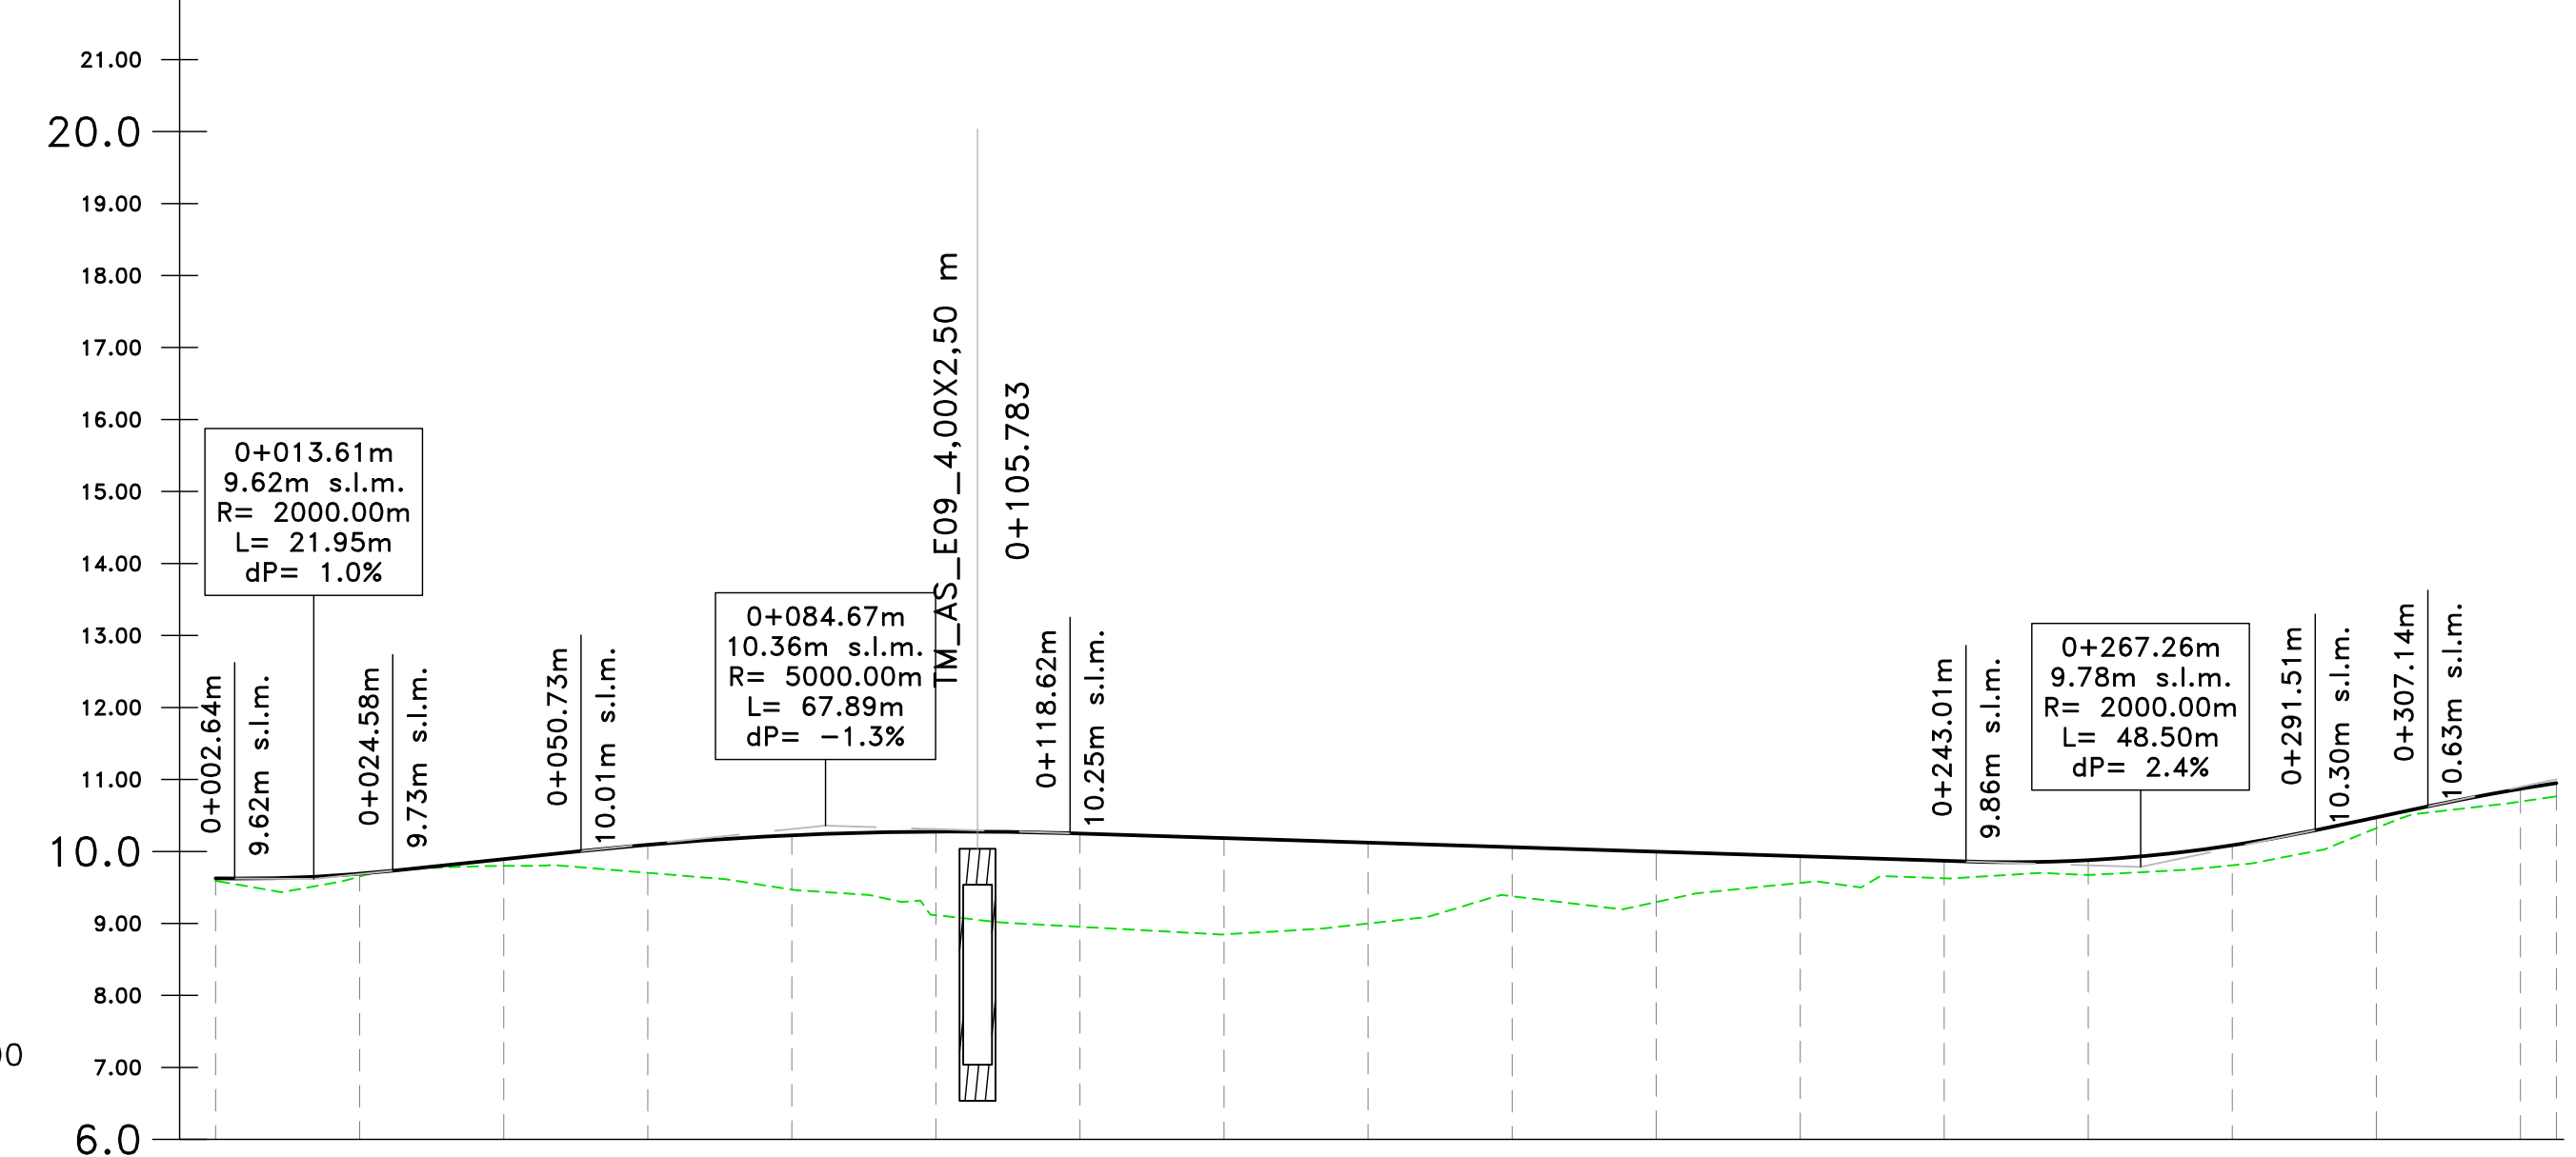 21.00
20.0
19.00
18.00
17.00
16.00
15.00
14.00
13.00
12.00
11.00
10.0
9.00
8.00
7.00
6.0
00
0+002.64m
9.62m s.l.m.
0+013.61m
9.62m s.l.m.
R= 2000.00m
L= 21.95m
dP= 1.0%
0+024.58m
9.73m s.l.m.
0+050.73m
10.01m s.l.m.
0+084.67m
10.36m s.l.m.
R= 5000.00m
L= 67.89m
dP= -1.3%
TM_AS_E09_4,00X2,50 m
0+105.783
0+118.62m
10.25m s.l.m.
0+243.01m
9.86m s.l.m.
0+267.26m
9.78m s.l.m.
R= 2000.00m
L= 48.50m
dP= 2.4%
0+291.51m
10.30m s.l.m.
0+307.14m
10.63m s.l.m.